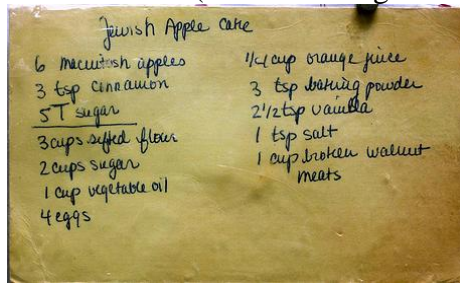 Jewish Apple Cake
6 macintosh apples
3 tsp cinnamon
5 T sugar
3 cups sifted flour
2 cups sugar
1 cup vegetable oil
4 eggs
1/4 cup orange juice
3 tsp baking powder
2 1/2 tsp vanilla
1 tsp salt
1 cup broken walnut
meats